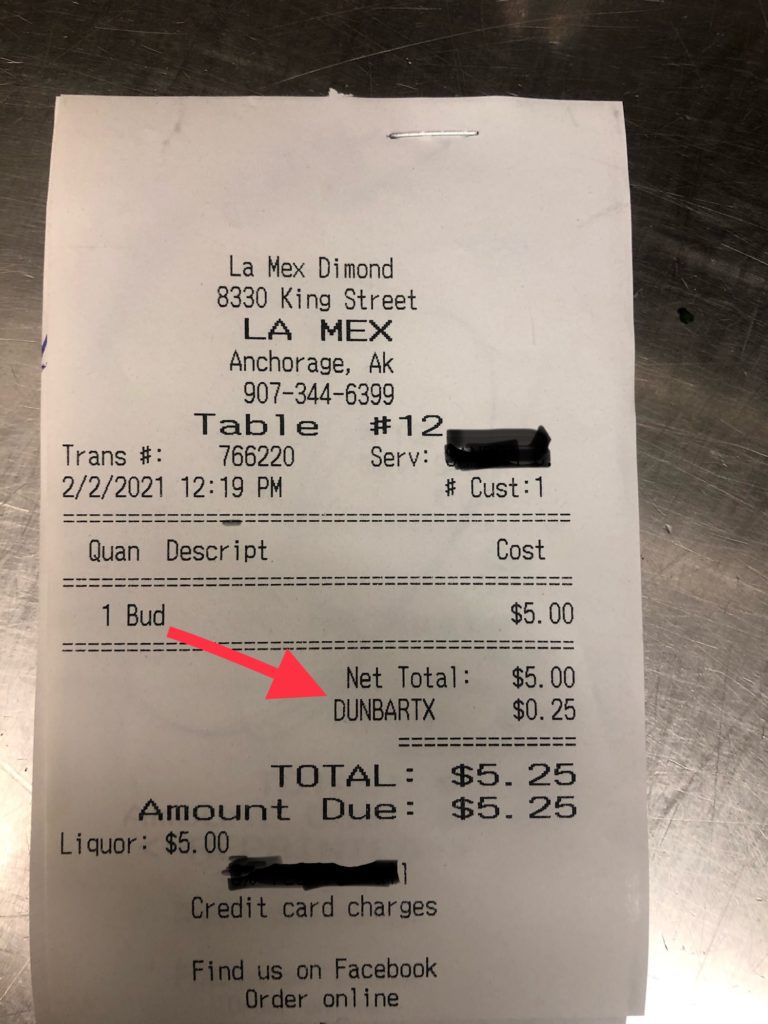 La Mex Dimond
8330 King Street
LA MEX
Anchorage, Ak
907-344-6399
Table #12
Trans #: 766220 Serv:
2/2/2021 12:19 PM # Cust:1
===========================================
Quan Descript Cost
===========================================
1 Bud $5.00
===========================================
Net Total: $5.00
DUNBARTX $0.25
==============
TOTAL: $5.25
Amount Due: $5.25
Liquor: $5.00
Credit card charges
Find us on Facebook
Order online